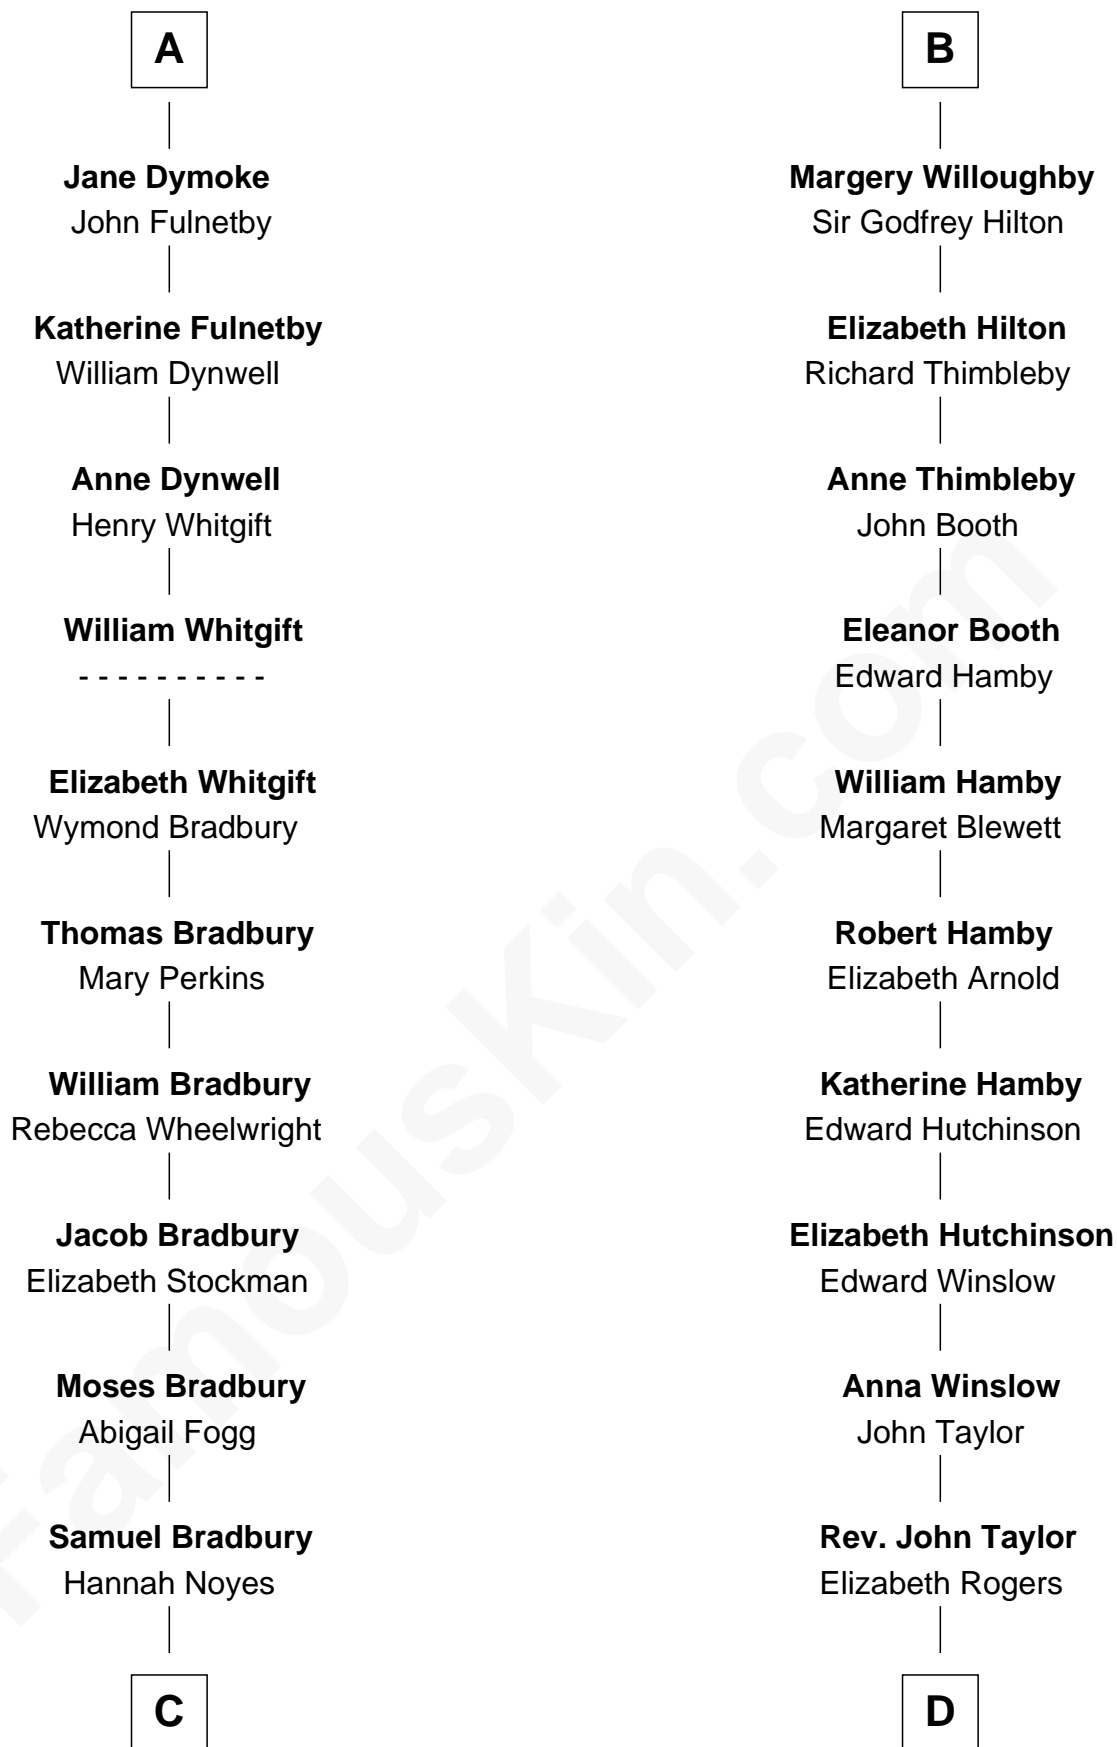 A
Jane Dymoke
John Fulnetby
Katherine Fulnetby
William Dynwell
Anne Dynwell
Henry Whitgift
William Whitgift
- - - - - - - - - -
Elizabeth Whitgift
Wymond Bradbury
Thomas Bradbury
Mary Perkins
William Bradbury
Rebecca Wheelwright
Jacob Bradbury
Elizabeth Stockman
Moses Bradbury
Abigail Fogg
Samuel Bradbury
Hannah Noyes
C
B
Margery Willoughby
Sir Godfrey Hilton
Elizabeth Hilton
Richard Thimbleby
Anne Thimbleby
John Booth
Eleanor Booth
Edward Hamby
William Hamby
Margaret Blewett
Robert Hamby
Elizabeth Arnold
Katherine Hamby
Edward Hutchinson
Elizabeth Hutchinson
Edward Winslow
Anna Winslow
John Taylor
Rev. John Taylor
Elizabeth Rogers
D
FamousKin.com